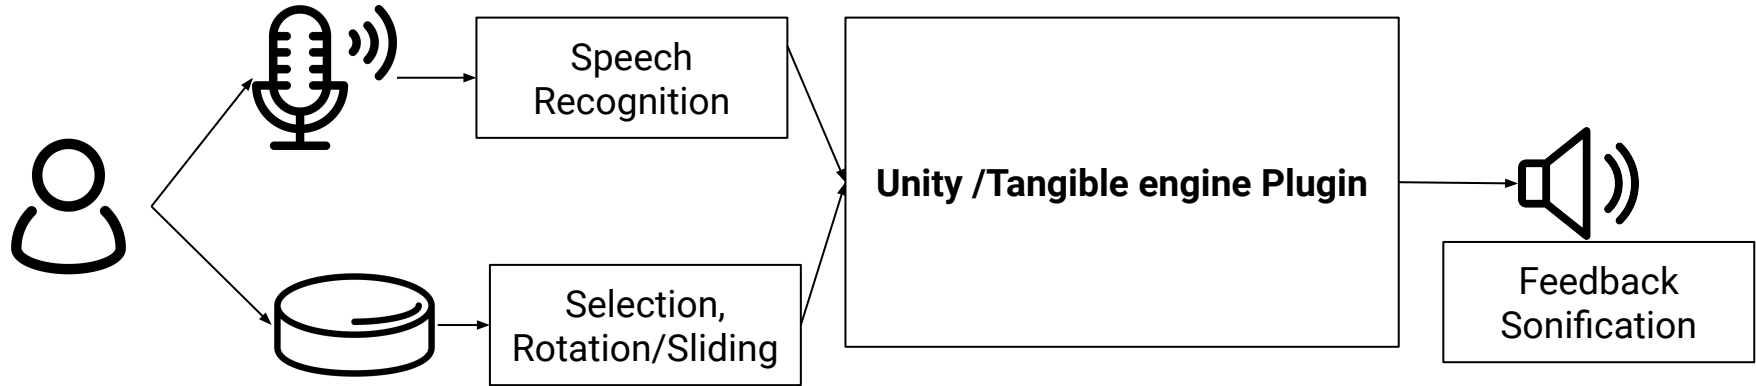 Speech
Recognition
Unity /Tangible engine Plugin
Selection,
Rotation/Sliding
Feedback
Sonification